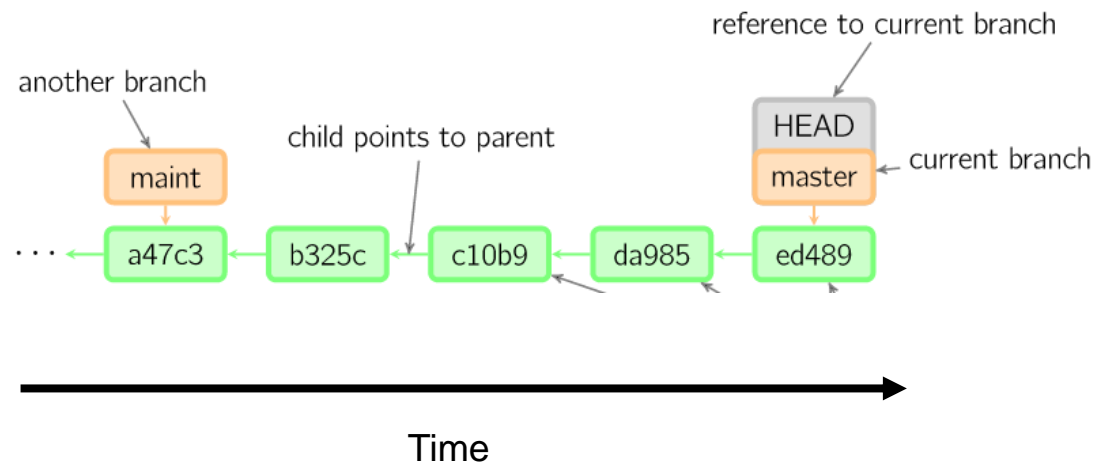 reference to current branch
another branch
HEAD
child points to parent
current branch
maint
master
...
a47c3
b325c
c10b9
da985
ed489
Time